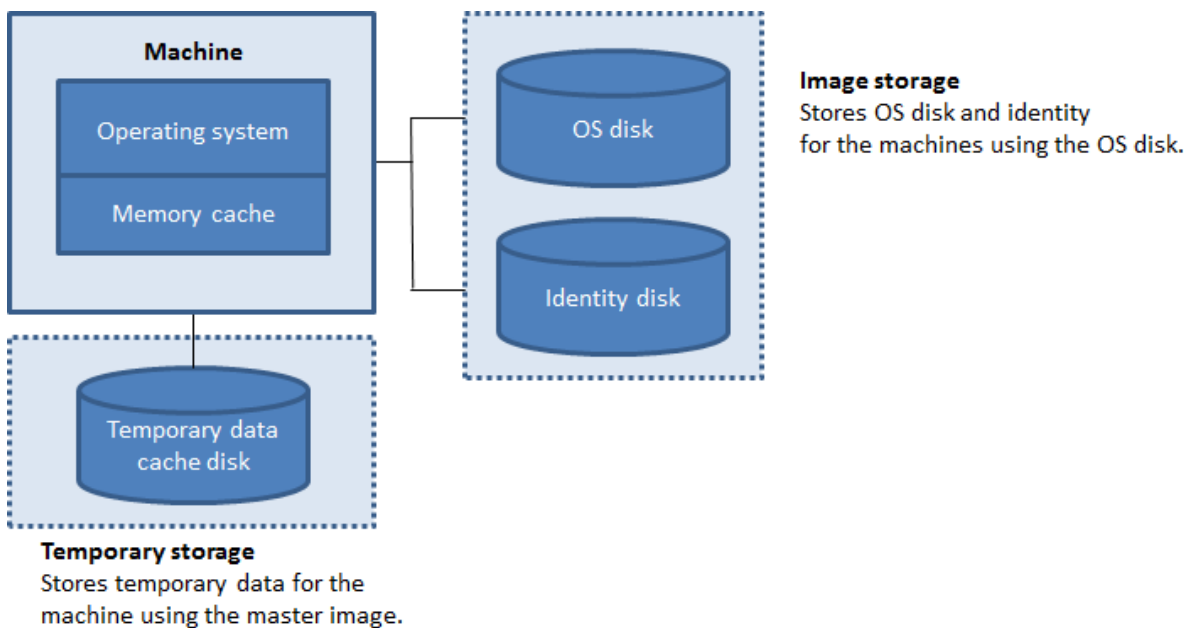 Machine
Operating system
Memory cache
OS disk
Identity disk
Image storage
Stores OS disk and identity
for the machines using the OS disk.
Temporary data
cache disk
Temporary storage
Stores temporary data for the
machine using the master image.